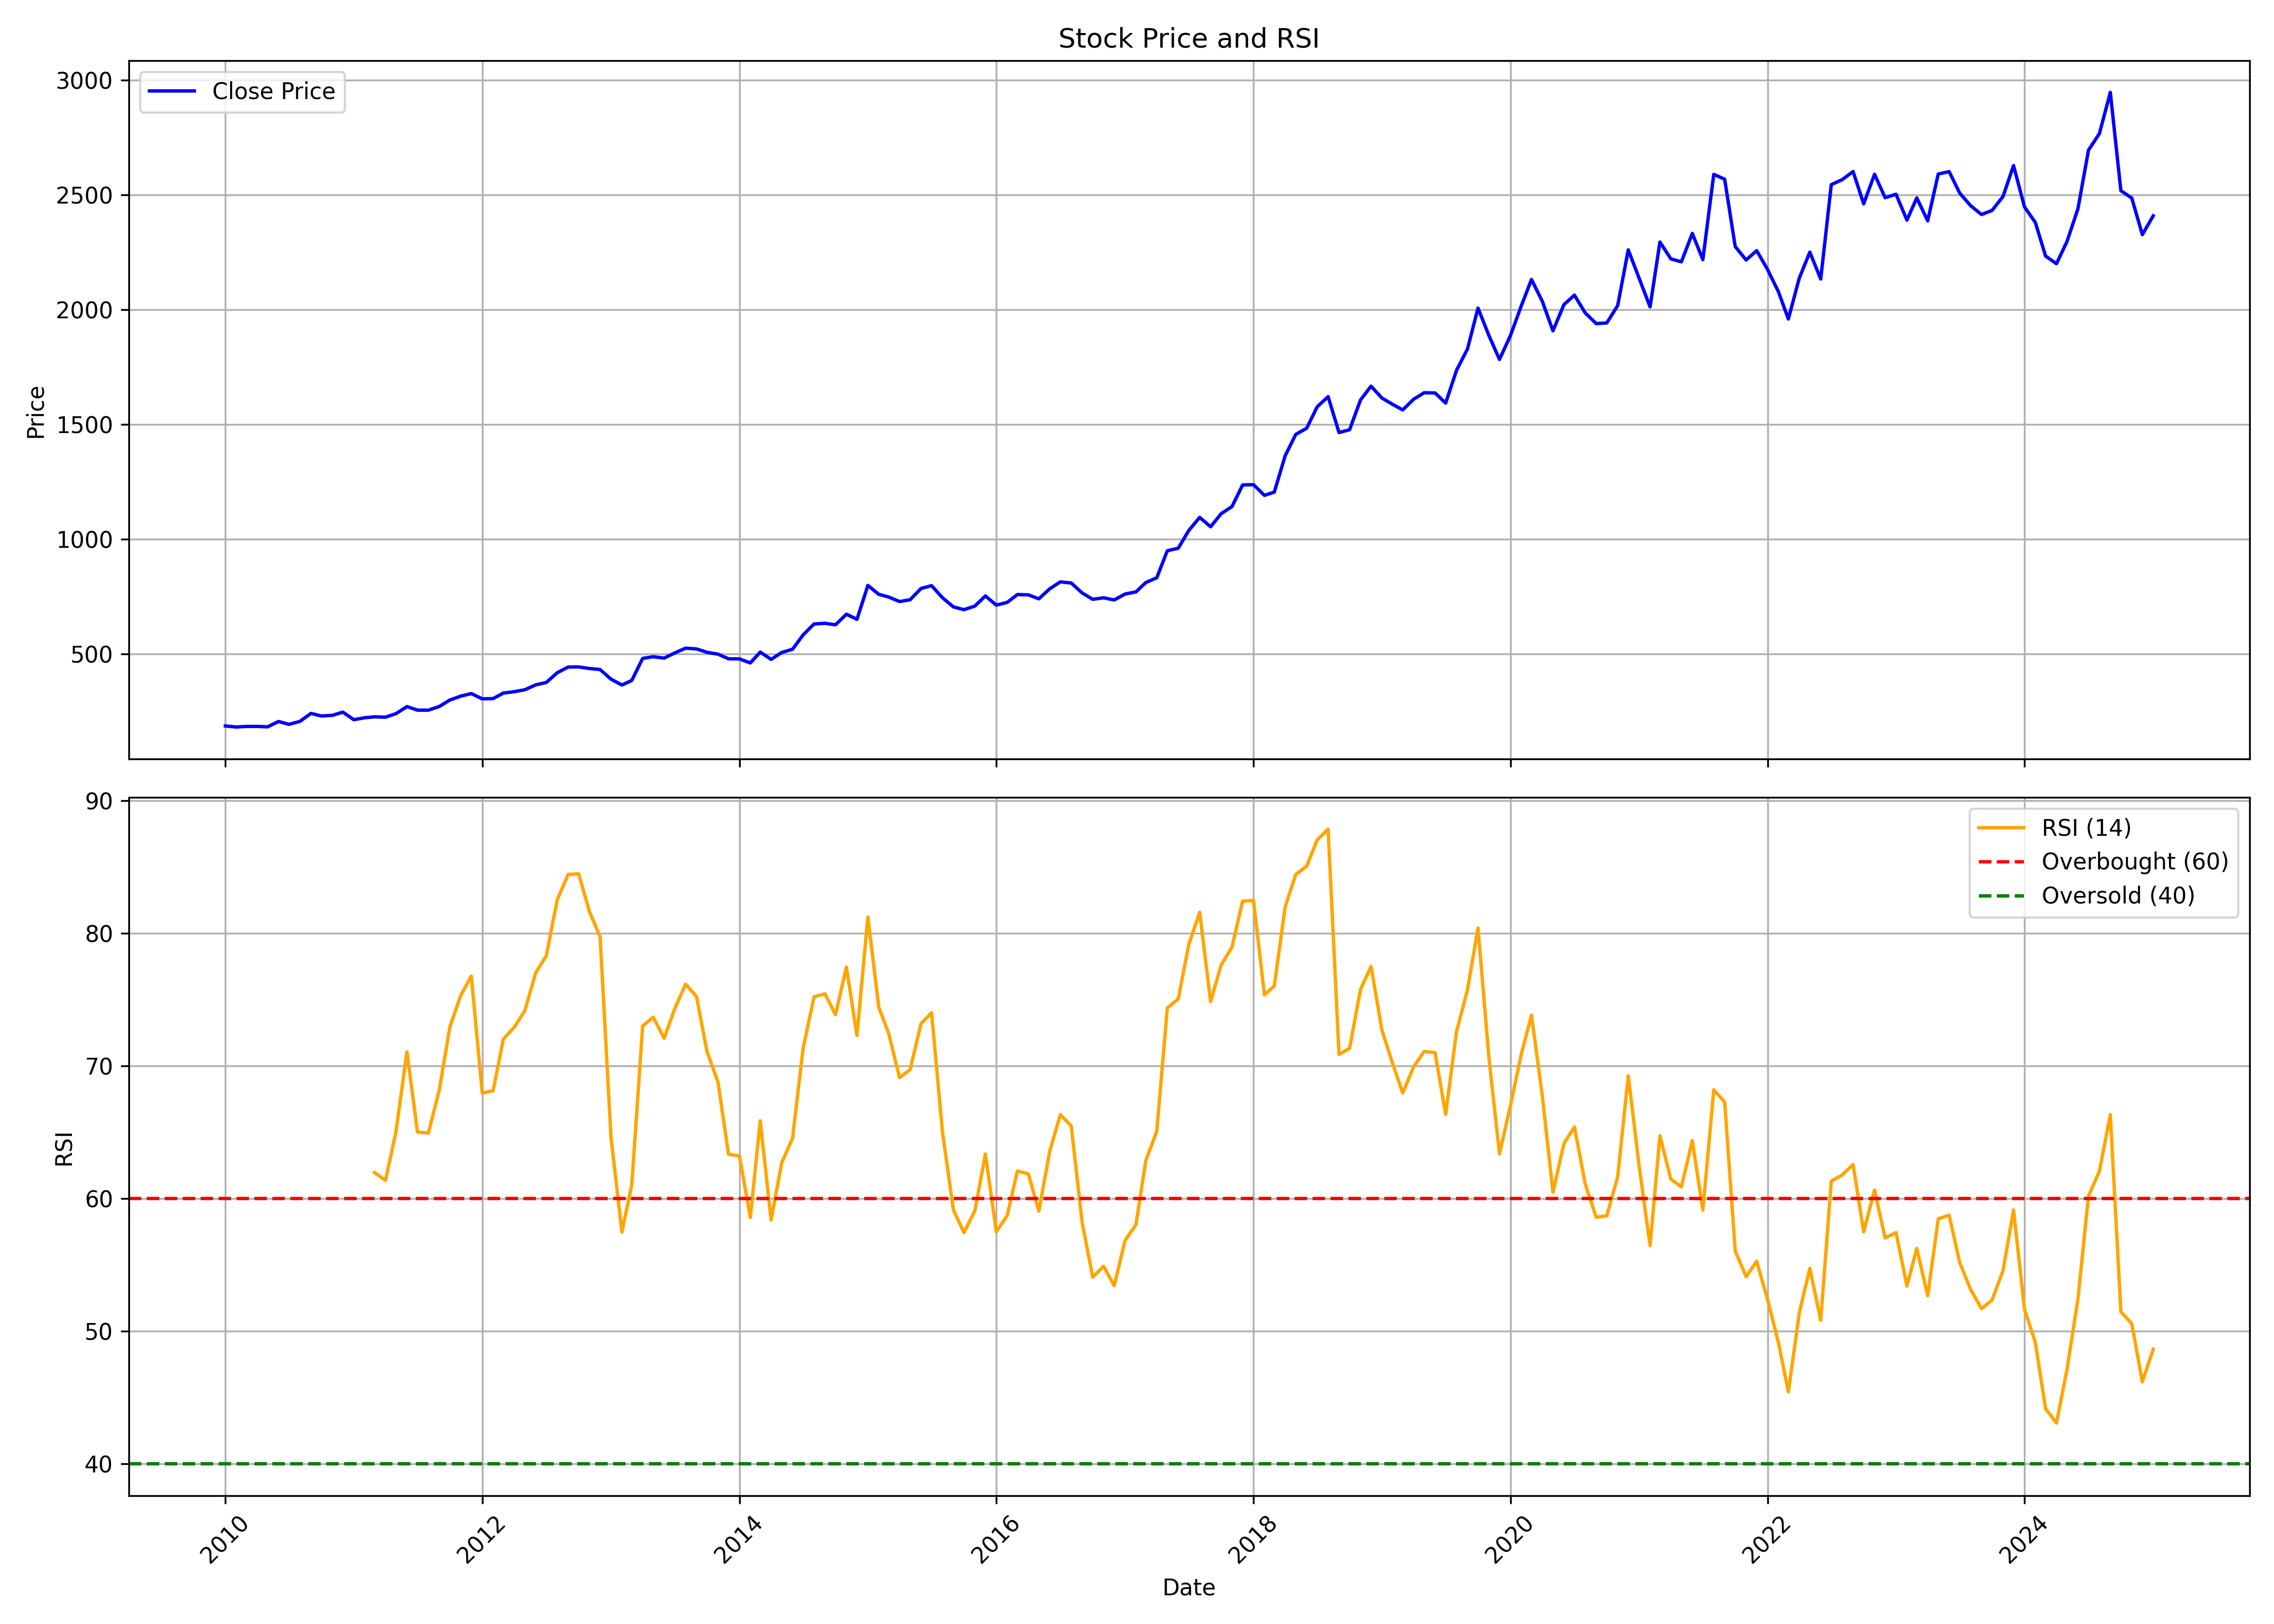 Stock Price and RSI
Close Price
3000
2500
2000
1500
1000
500
Price
RSI (14)
Overbought (60)
Oversold (40)
90
80
70
60
50
40
RSI
2010
2012
2014
2016
2018
2020
2022
2024
Date